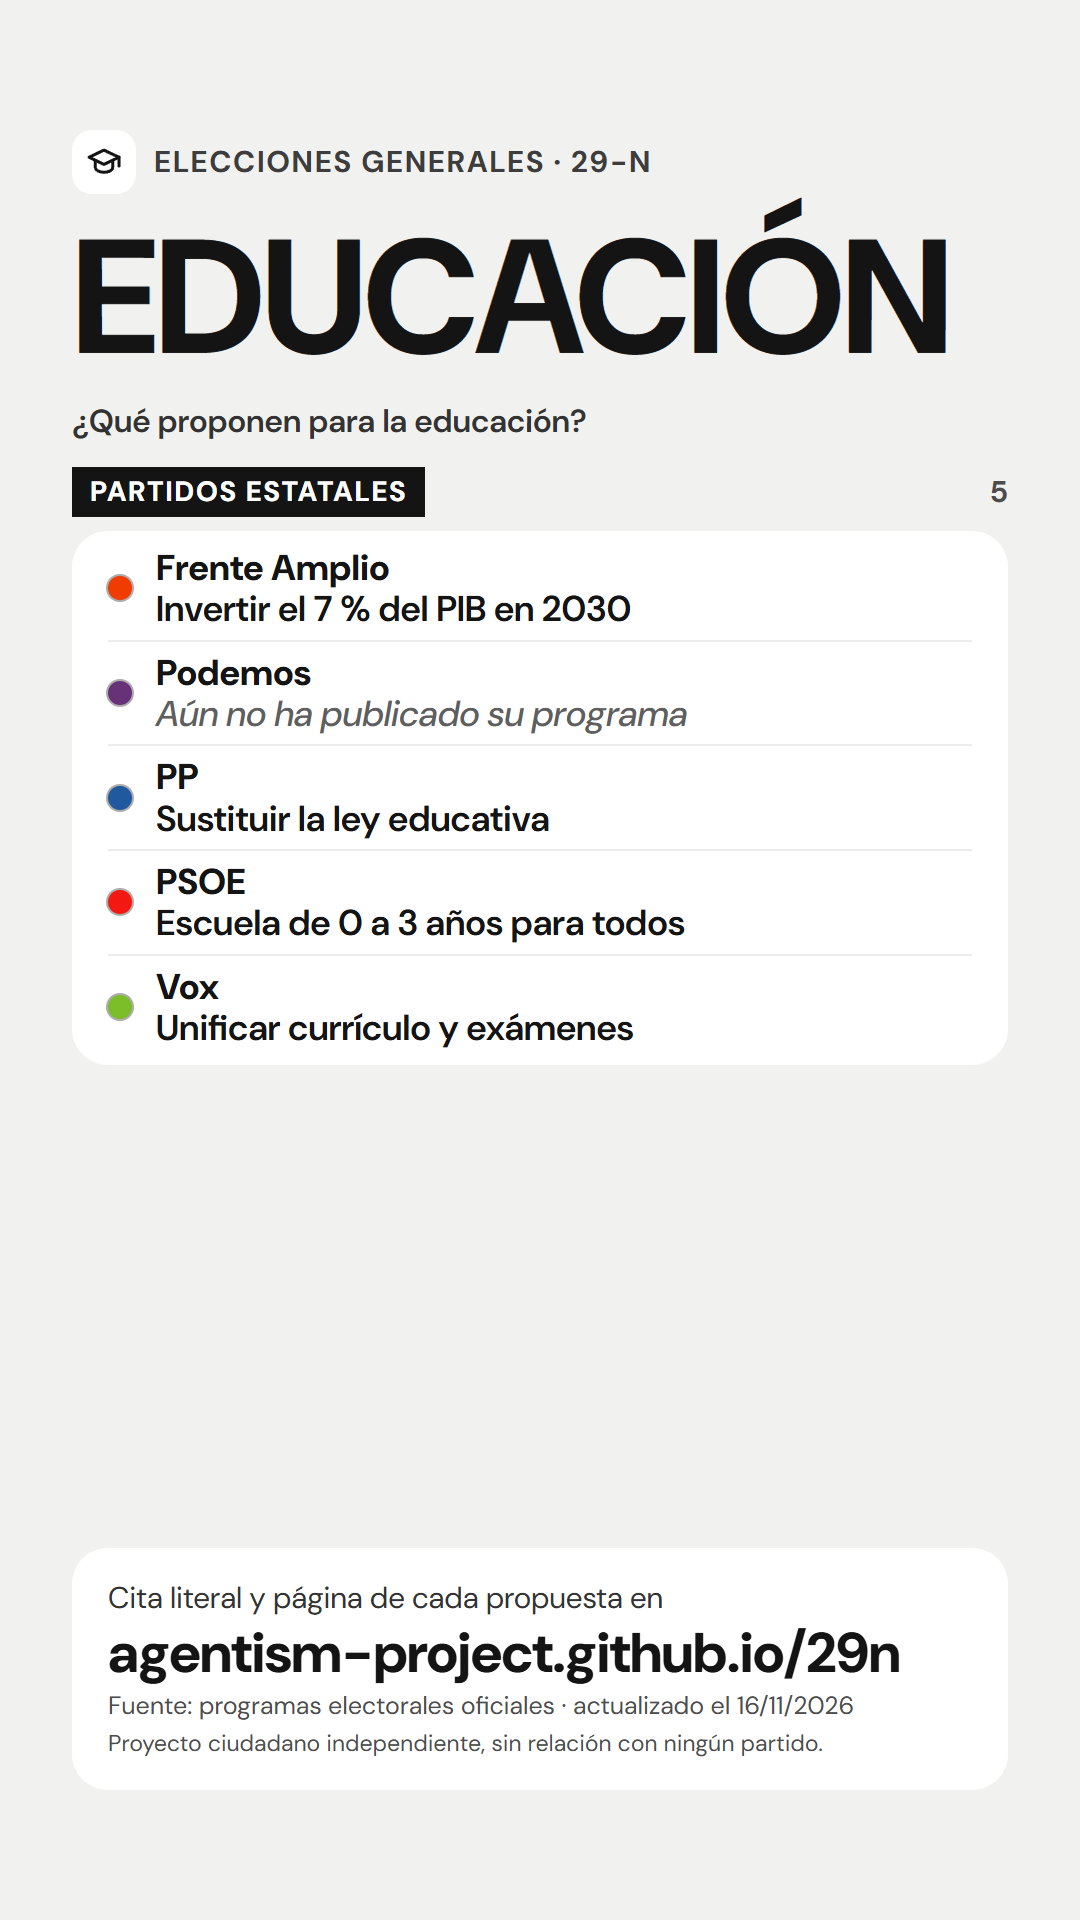 ELECCIONES GENERALES · 29-N
EDUCACIÓN
¿Qué proponen para la educación?
PARTIDOS ESTATALES 5
Frente Amplio
Invertir el 7 % del PIB en 2030
Podemos
Aún no ha publicado su programa
PP
Sustituir la ley educativa
PSOE
Escuela de 0 a 3 años para todos
Vox
Unificar currículo y exámenes
Cita literal y página de cada propuesta en
agentism-project.github.io/29n
Fuente: programas electorales oficiales · actualizado el 16/11/2026
Proyecto ciudadano independiente, sin relación con ningún partido.